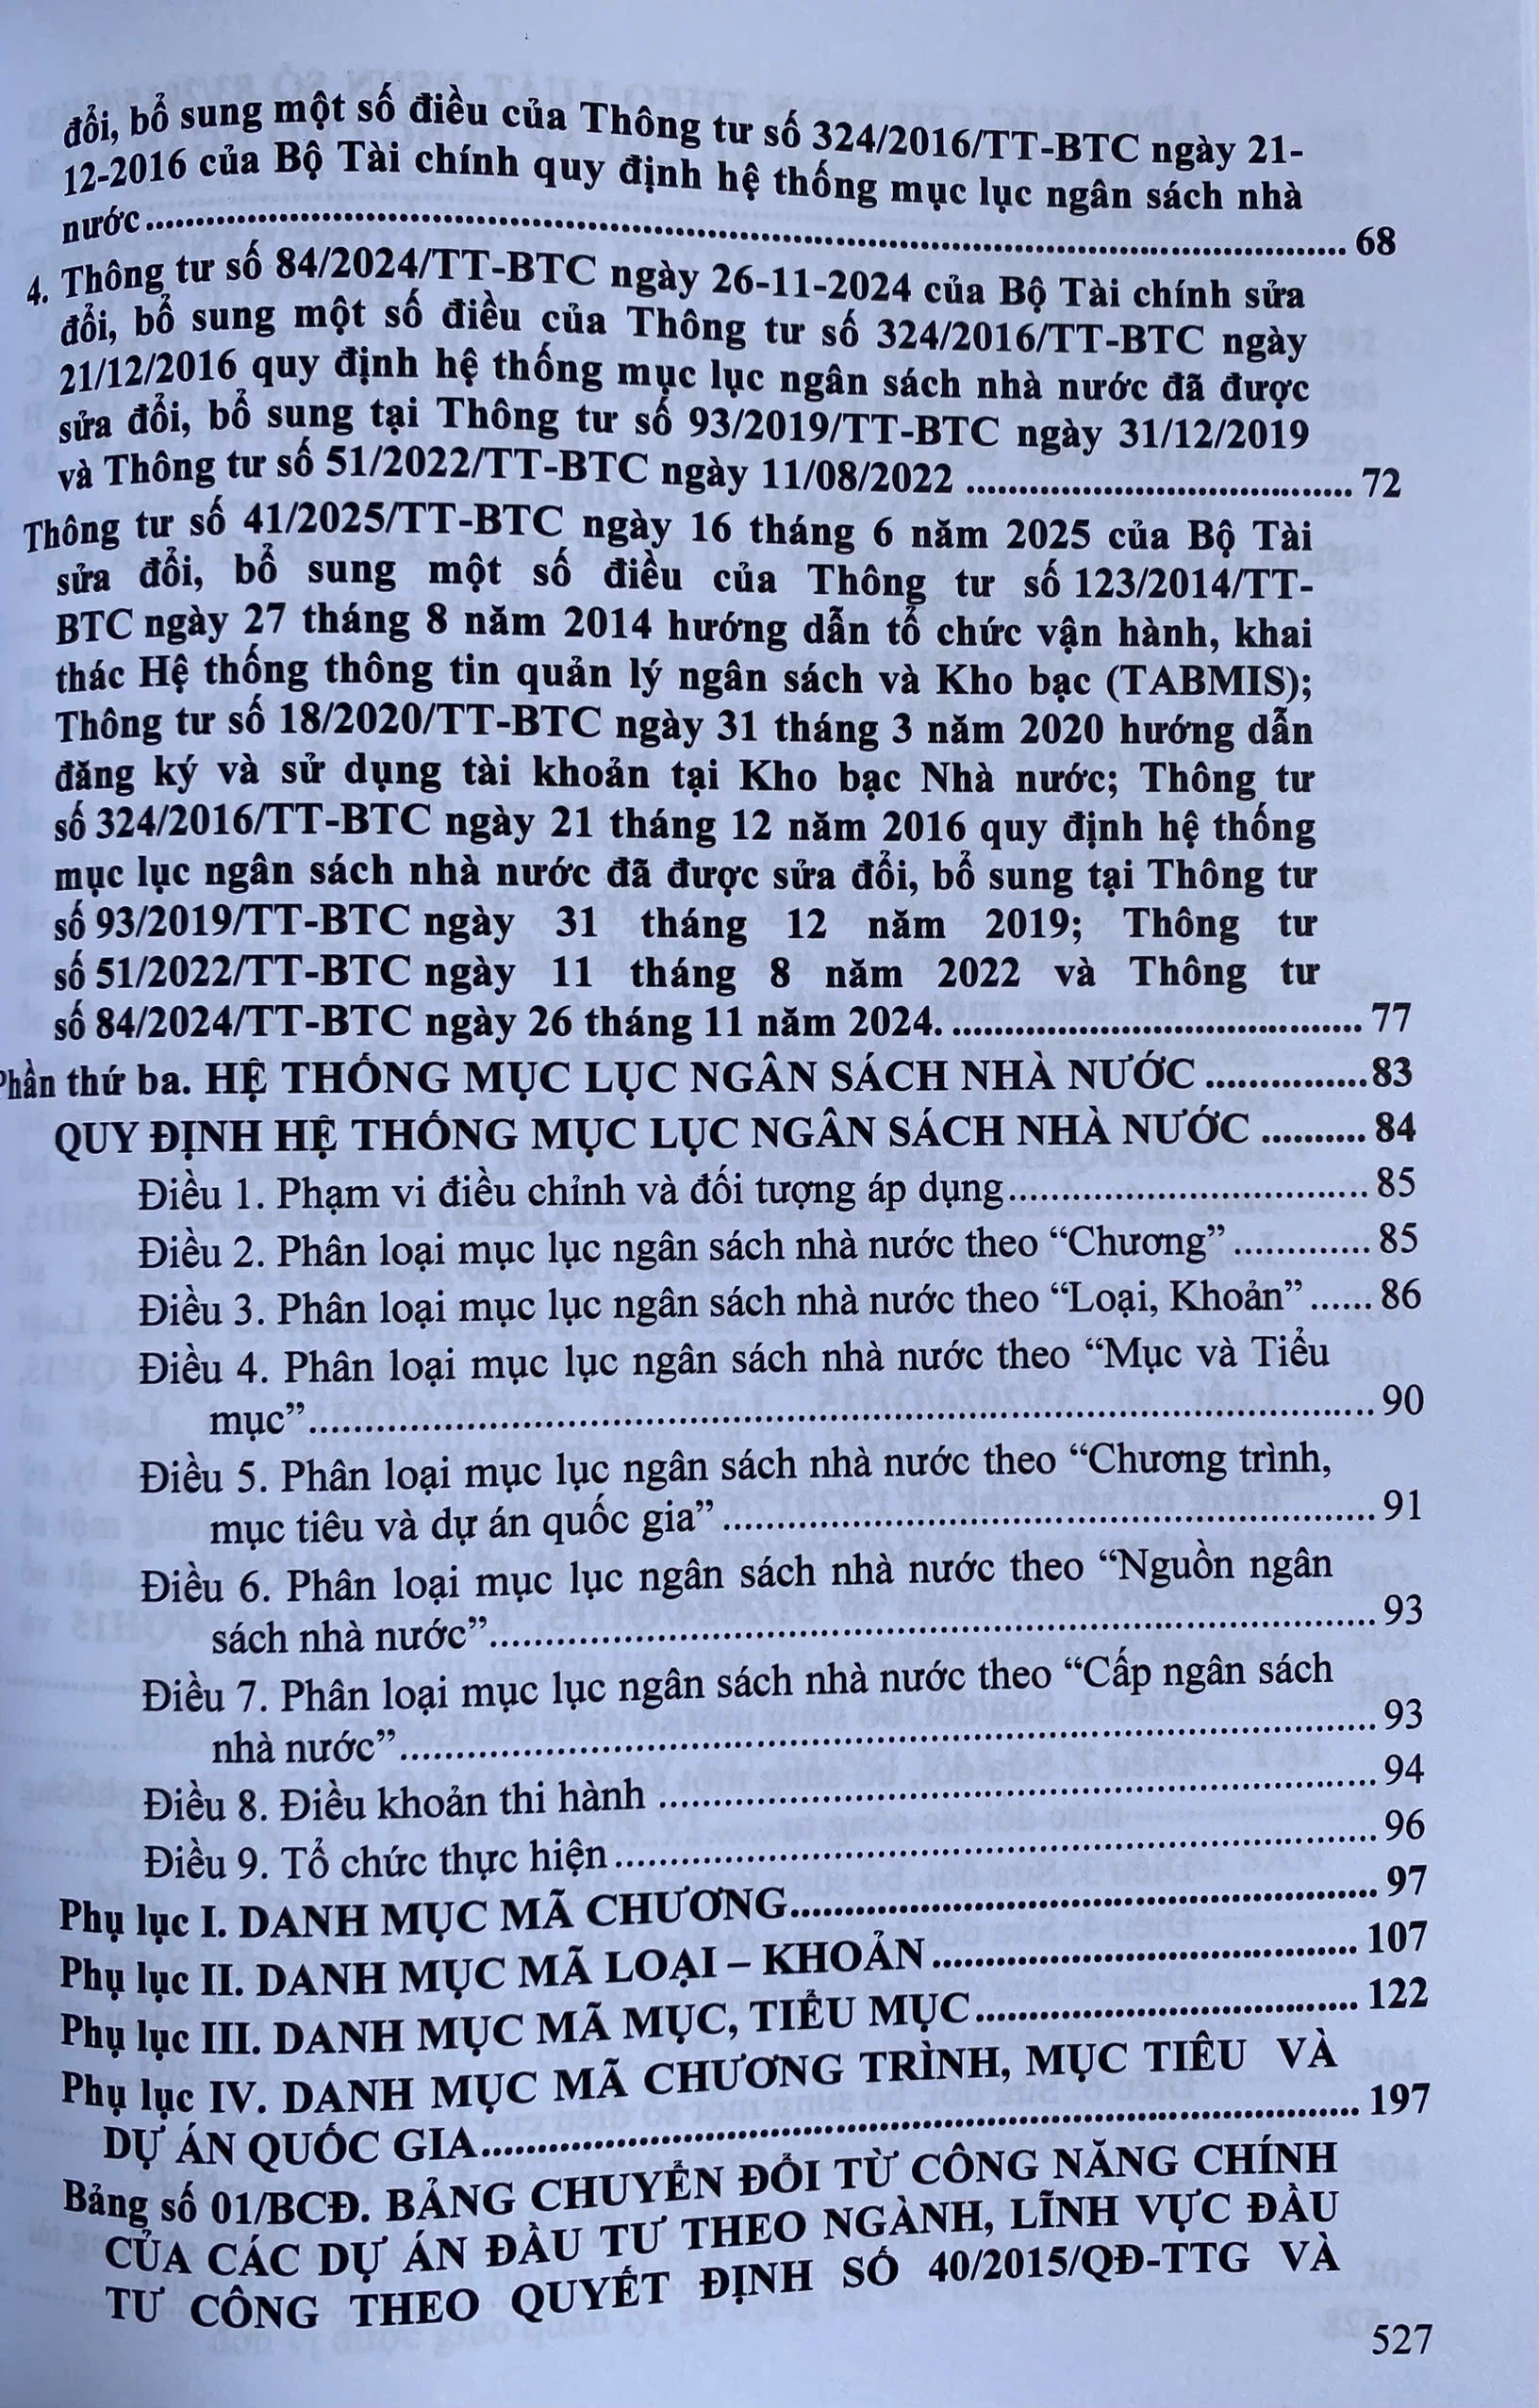 đổi, bổ sung một số điều của Thông tư số 324/2016/TT-BTC ngày 21-
12-2016 của Bộ Tài chính quy định hệ thống mục lục ngân sách nhà
nước.......................................................................................................... 68
4. Thông tư số 84/2024/TT-BTC ngày 26-11-2024 của Bộ Tài chính sửa
đổi, bổ sung một số điều của Thông tư số 324/2016/TT-BTC ngày
21/12/2016 quy định hệ thống mục lục ngân sách nhà nước đã được
sửa đổi, bổ sung tại Thông tư số 93/2019/TT-BTC ngày 31/12/2019
và Thông tư số 51/2022/TT-BTC ngày 11/08/2022 ..................................... 72
Thông tư số 41/2025/TT-BTC ngày 16 tháng 6 năm 2025 của Bộ Tài
sửa đổi, bổ sung một số điều của Thông tư số 123/2014/TT-
BTC ngày 27 tháng 8 năm 2014 hướng dẫn tổ chức vận hành, khai
thác Hệ thống thông tin quản lý ngân sách và Kho bạc (TABMIS);
Thông tư số 18/2020/TT-BTC ngày 31 tháng 3 năm 2020 hướng dẫn
đăng ký và sử dụng tài khoản tại Kho bạc Nhà nước; Thông tư
số 324/2016/TT-BTC ngày 21 tháng 12 năm 2016 quy định hệ thống
mục lục ngân sách nhà nước đã được sửa đổi, bổ sung tại Thông tư
số 93/2019/TT-BTC ngày 31 tháng 12 năm 2019; Thông tư
số 51/2022/TT-BTC ngày 11 tháng 8 năm 2022 và Thông tư
số 84/2024/TT-BTC ngày 26 tháng 11 năm 2024. ....................................... 77
Phần thứ ba. HỆ THỐNG MỤC LỤC NGÂN SÁCH NHÀ NƯỚC ...............83
QUY ĐỊNH HỆ THỐNG MỤC LỤC NGÂN SÁCH NHÀ NƯỚC .......... 84
Điều 1. Phạm vi điều chỉnh và đối tượng áp dụng.................................... 85
Điều 2. Phân loại mục lục ngân sách nhà nước theo “Chương”............. 85
Điều 3. Phân loại mục lục ngân sách nhà nước theo “Loại, Khoản”...... 86
Điều 4. Phân loại mục lục ngân sách nhà nước theo “Mục và Tiểu
mục”.......................................................................................................... 90
Điều 5. Phân loại mục lục ngân sách nhà nước theo “Chương trình,
mục tiêu và dự án quốc gia”.................................................................. 91
Điều 6. Phân loại mục lục ngân sách nhà nước theo “Nguồn ngân
sách nhà nước”........................................................................................ 93
Điều 7. Phân loại mục lục ngân sách nhà nước theo “Cấp ngân sách
nhà nước”................................................................................................. 93
Điều 8. Điều khoản thi hành ....................................................................... 94
Điều 9. Tổ chức thực hiện............................................................................ 96
Phụ lục I. DANH MỤC MÃ CHƯƠNG........................................................ 97
Phụ lục II. DANH MỤC MÃ LOẠI – KHOẢN........................................ 107
Phụ lục III. DANH MỤC MÃ MỤC, TIỂU MỤC.................................... 122
Phụ lục IV. DANH MỤC MÃ CHƯƠNG TRÌNH, MỤC TIÊU VÀ
DỰ ÁN QUỐC GIA................................................................................... 197
Bảng số 01/BCĐ. BẢNG CHUYỂN ĐỔI TỪ CÔNG NĂNG CHÍNH
CỦA CÁC DỰ ÁN ĐẦU TƯ THEO NGÀNH, LĨNH VỰC ĐẦU
TƯ CÔNG THEO QUYẾT ĐỊNH SỐ 40/2015/QĐ-TTG VÀ
527